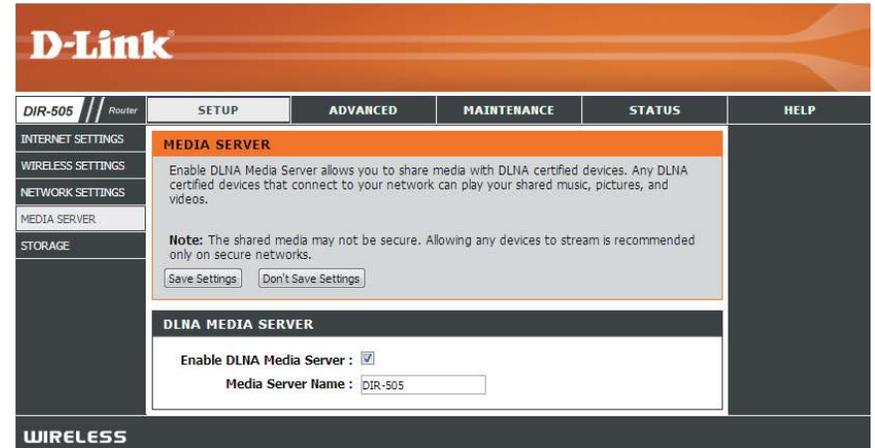 D-Link
DIR-505 Router SETUP ADVANCED MAINTENANCE STATUS HELP
INTERNET SETTINGS
WIRELESS SETTINGS
NETWORK SETTINGS
MEDIA SERVER
STORAGE
MEDIA SERVER
Enable DLNA Media Server allows you to share media with DLNA certified devices. Any DLNA
certified devices that connect to your network can play your shared music, pictures, and
videos.
Note: The shared media may not be secure. Allowing any devices to stream is recommended
only on secure networks.
Save Settings Don't Save Settings
DLNA MEDIA SERVER
Enable DLNA Media Server :
Media Server Name : DIR-505
WIRELESS